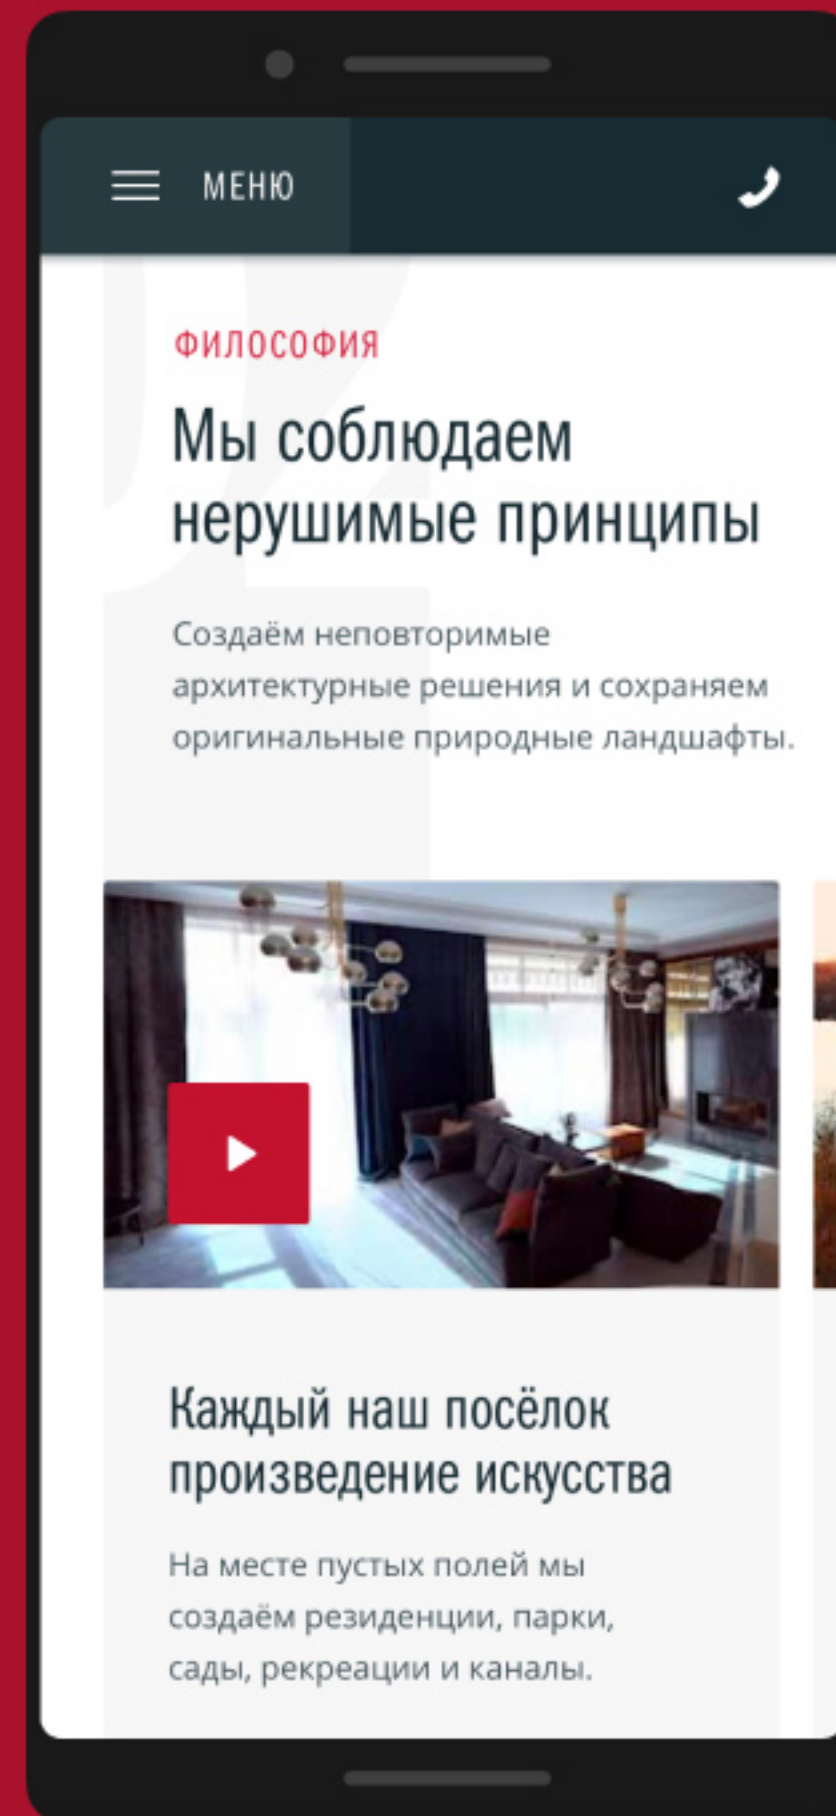 МЕНЮ
ФИЛОСОФИЯ
Мы соблюдаем
нерушимые принципы
Создаём неповторимые
архитектурные решения и сохраняем
оригинальные природные ландшафты.
Каждый наш посёлок
произведение искусства
На месте пустых полей мы
создаём резиденции, парки,
сады, рекреации и каналы.